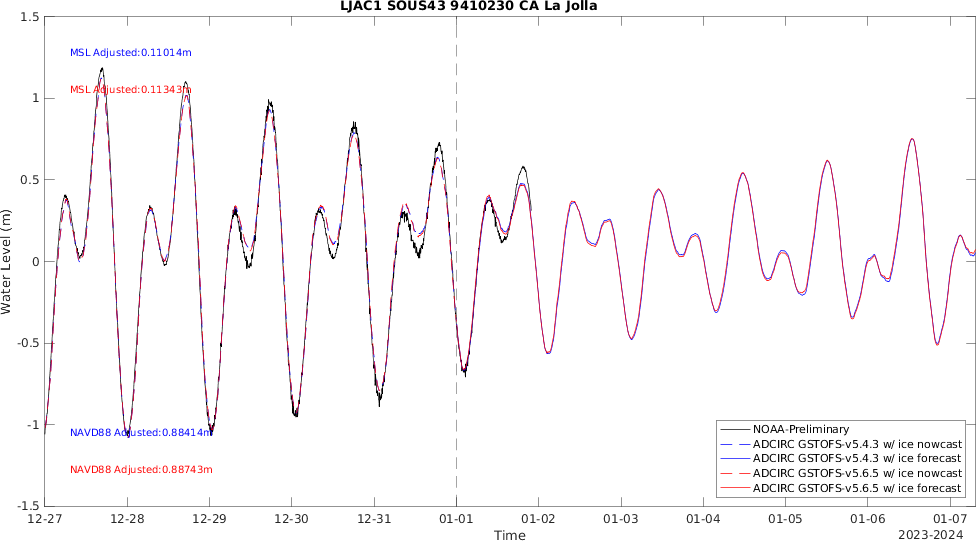 LJAC1 SOUS43 9410230 CA La Jolla
1.5
MSL Adjusted:0.11014m
MSL Adjusted:0.11343m
1
0.5
Water Level (m)
0
-0.5
-1
NAVD88 Adjusted:0.88414m
NAVD88 Adjusted:0.88743m
NOAA-Preliminary
ADCIRC GSTOFS-v5.4.3 w/ ice nowcast
ADCIRC GSTOFS-v5.4.3 w/ ice forecast
ADCIRC GSTOFS-v5.6.5 w/ ice nowcast
ADCIRC GSTOFS-v5.6.5 w/ ice forecast
-1.5
12-27 12-28 12-29 12-30 12-31 01-01 01-02 01-03 01-04 01-05 01-06 01-07
Time
2023-2024